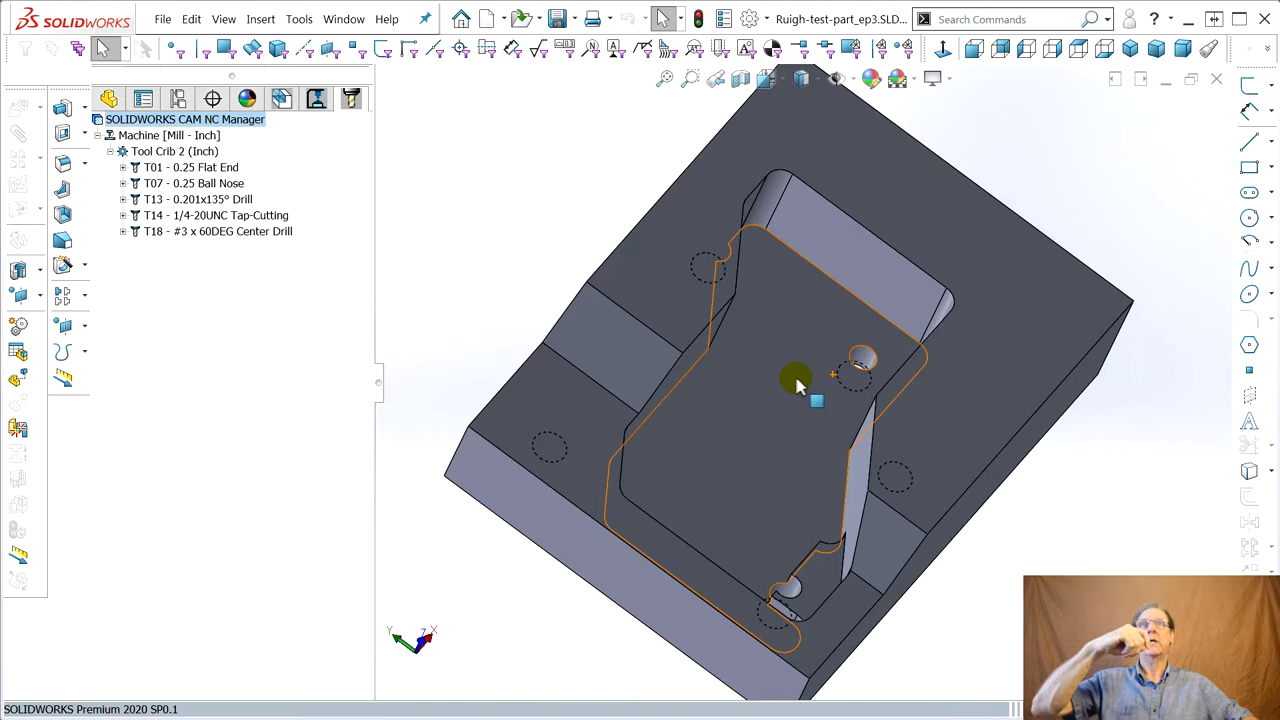 SOLIDWORKS File Edit View Insert Tools Window Help Ruigh-test-part_ep3.SLD... Search Commands ?
SOLIDWORKS CAM NC Manager
Machine [Mill - Inch]
Tool Crib 2 (Inch)
T01 - 0.25 Flat End
T07 - 0.25 Ball Nose
T13 - 0.201x135° Drill
T14 - 1/4-20UNC Tap-Cutting
T18 - #3 x 60DEG Center Drill
Y Z X
SOLIDWORKS Premium 2020 SP0.1